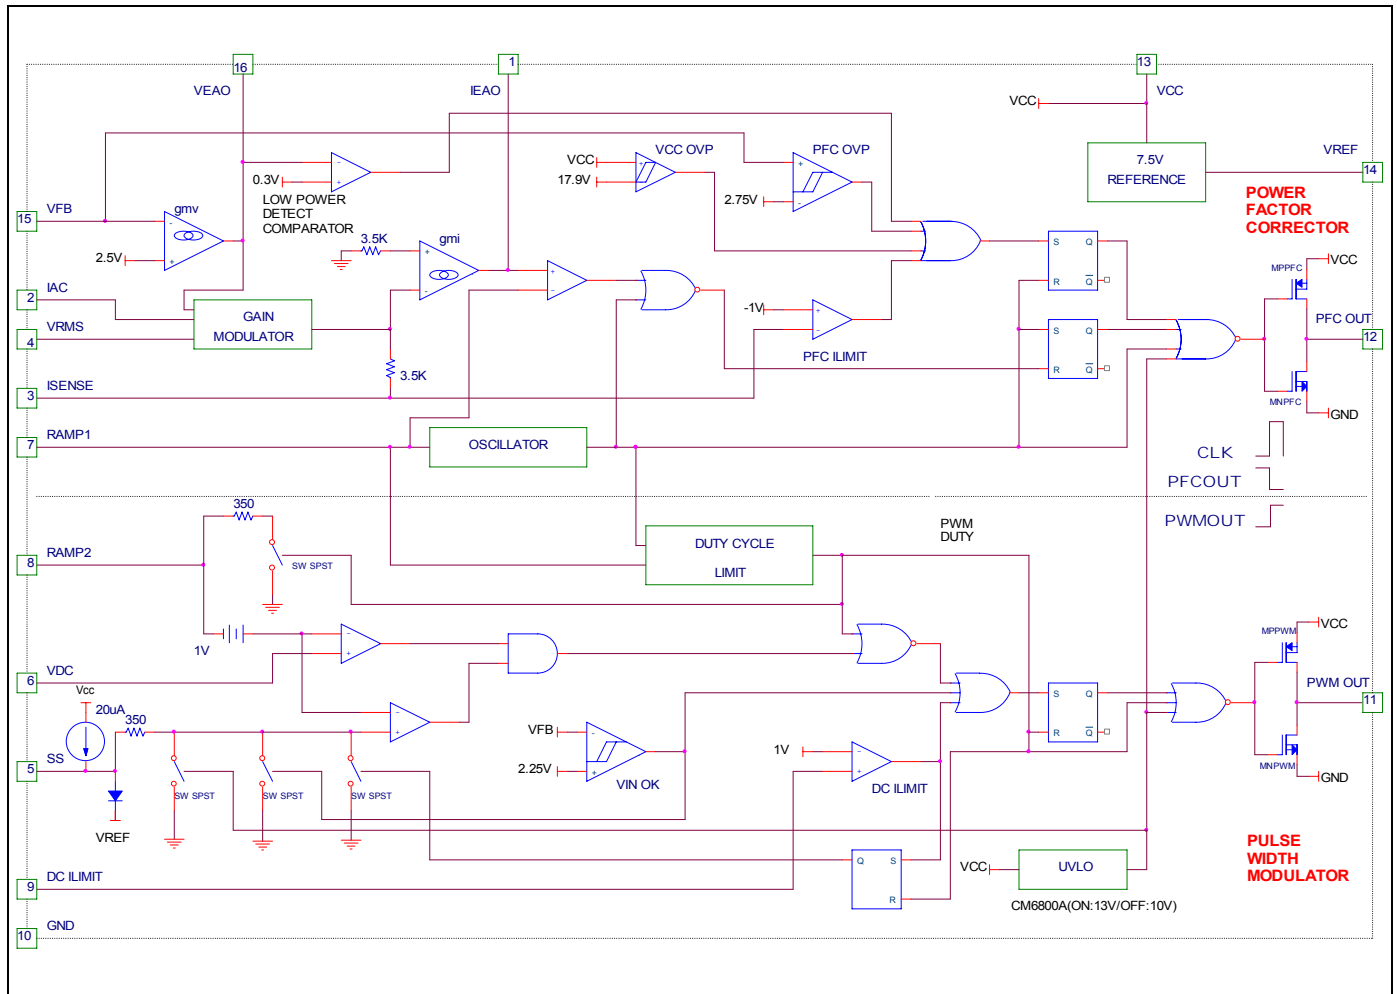 16
1
13
VEAO
IEAO
VCC
VCC
VCC OVP
PFC OVP
7.5V
REFERENCE
VREF
14
VCC
17.9V
0.3V
LOW POWER
DETECT
COMPARATOR
2.75V
POWER
FACTOR
CORRECTOR
15
VFB
gmv
2.5V
3.5K
gmi
S
Q
R
Q
MPPFC
VCC
2
IAC
VRMS
4
GAIN
MODULATOR
-1V
PFC ILIMIT
S
Q
R
Q
PFC OUT
12
3.5K
3
ISENSE
MNPFC
GND
7
RAMP1
OSCILLATOR
CLK
PFCOUT
PWMOUT
350
SW SPST
8
RAMP2
DUTY CYCLE
LIMIT
PWM
DUTY
1V
6
VDC
MPPWM
VCC
S
Q
R
Q
PWM OUT
11
Vcc
20uA
350
5
SS
SW SPST
SW SPST
SW SPST
VREF
VFB
2.25V
VIN OK
1V
DC ILIMIT
MNPWM
GND
Q
S
R
VCC
UVLO
CM6800A(ON:13V/OFF:10V)
PULSE
WIDTH
MODULATOR
9
DC ILIMIT
10
GND
+
-